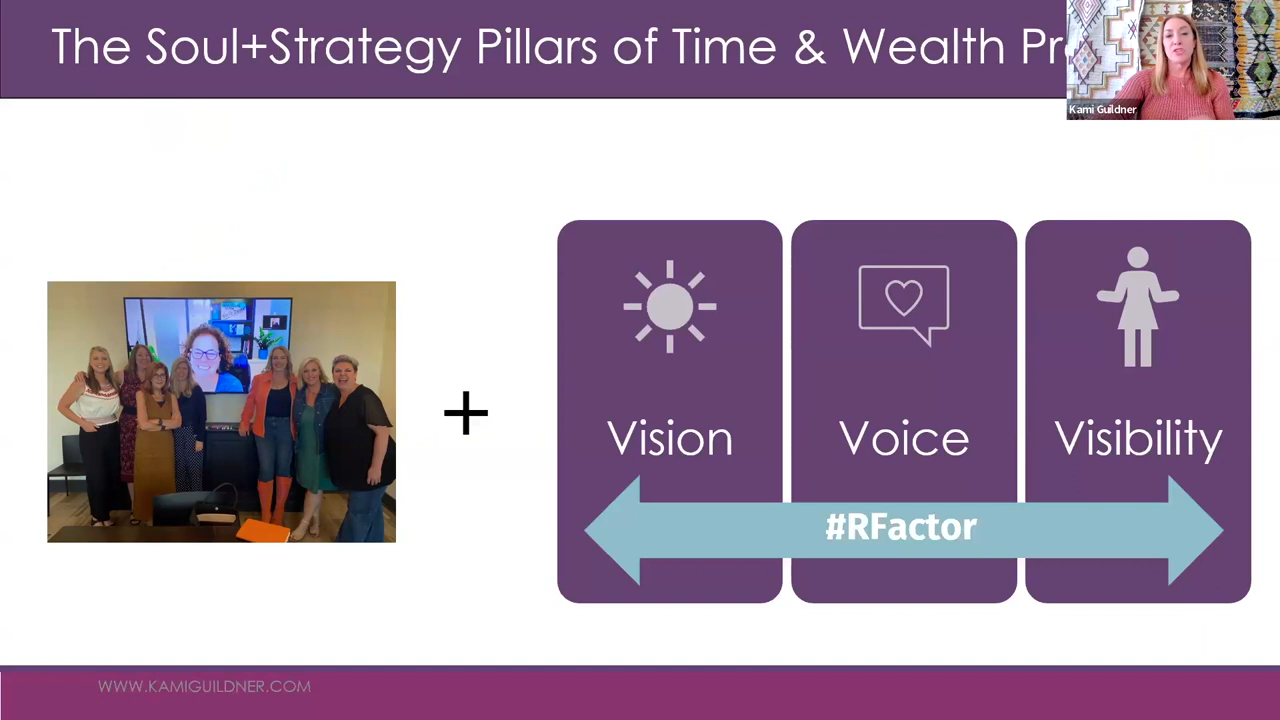 The Soul+Strategy Pillars of Time & Wealth Pr
Kami Guildner
Vision
Voice
Visibility
+
#RFactor
WWW.KAMIGUILDNER.COM